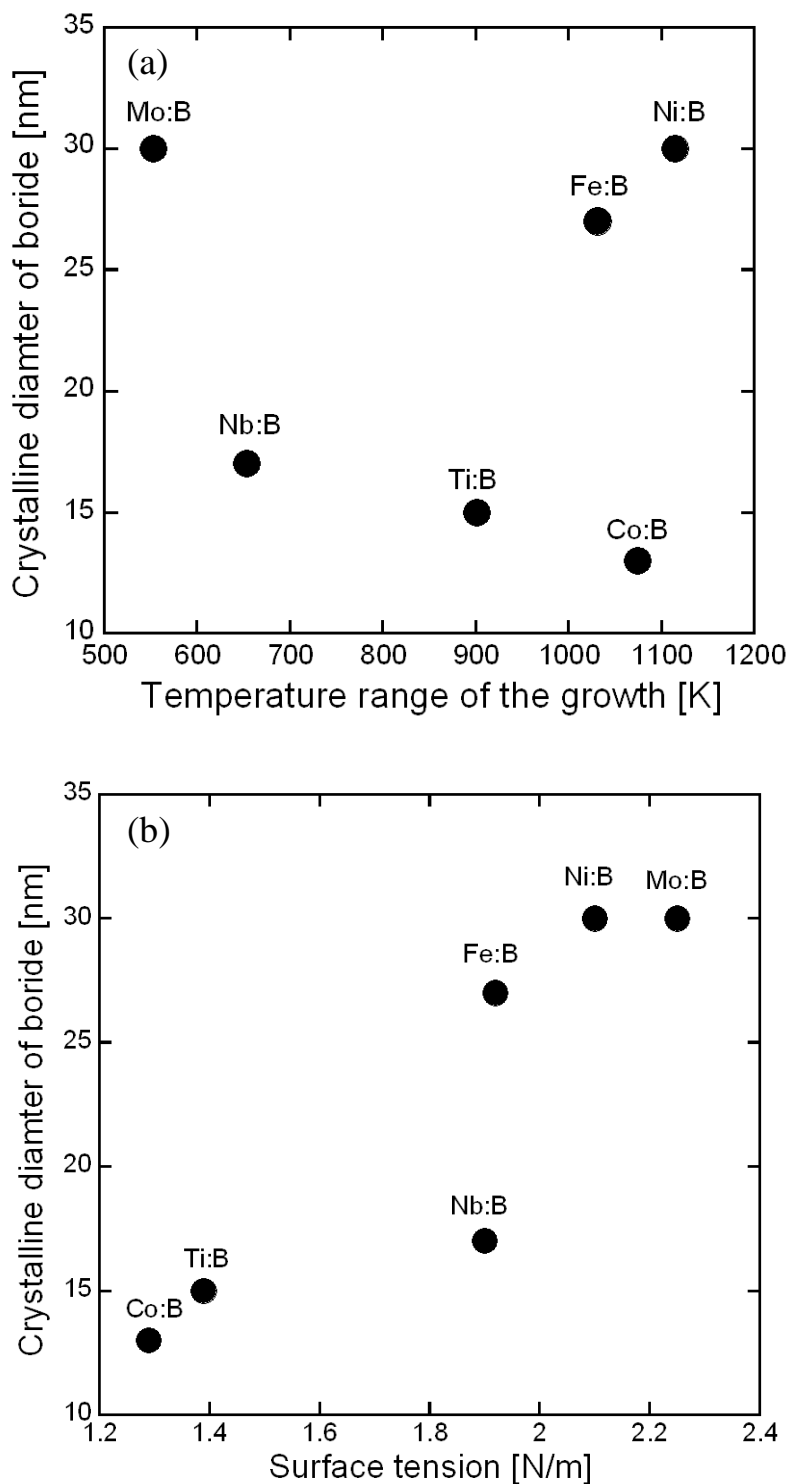 (a)
Crystalline diamter of boride [nm]
35
30
25
20
15
10
Mo:B
Ni:B
Fe:B
Nb:B
Ti:B
Co:B
500 600 700 800 900 1000 1100 1200
Temperature range of the growth [K]
(b)
Crystalline diamter of boride [nm]
35
30
25
20
15
10
Ni:B Mo:B
Fe:B
Nb:B
Ti:B
Co:B
1.2 1.4 1.6 1.8 2 2.2 2.4
Surface tension [N/m]